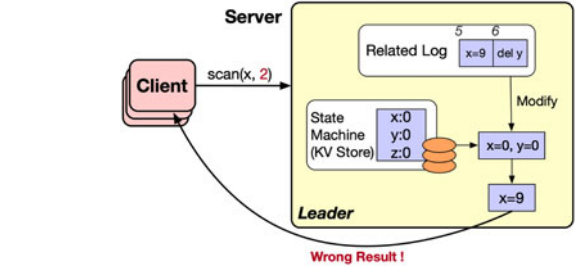 Server
5 6
Related Log
x=9 del y
Client
scan(x, 2)
Modify
State
Machine
(KV Store)
x:0
y:0
z:0
x=0, y=0
x=9
Leader
Wrong Result !